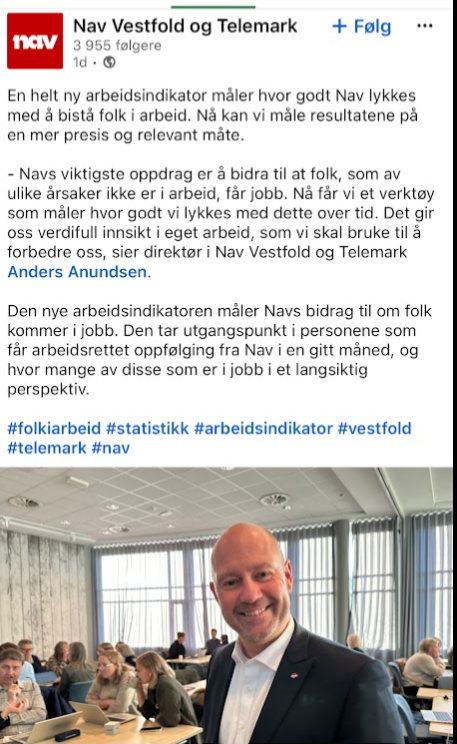 nav
Nav Vestfold og Telemark
+ Følg
3 955 følgere
1d •
En helt ny arbeidsindikator måler hvor godt Nav lykkes
med å bistå folk i arbeid. Nå kan vi måle resultatene på
en mer presis og relevant måte.
- Navs viktigste oppdrag er å bidra til at folk, som av
ulike årsaker ikke er i arbeid, får jobb. Nå får vi et verktøy
som måler hvor godt vi lykkes med dette over tid. Det gir
oss verdifull innsikt i eget arbeid, som vi skal bruke til å
forbedre oss, sier direktør i Nav Vestfold og Telemark
Anders Anundsen.
Den nye arbeidsindikatoren måler Navs bidrag til om folk
kommer i jobb. Den tar utgangspunkt i personene som
får arbeidsrettet oppfølging fra Nav i en gitt måned, og
hvor mange av disse som er i jobb i et langsiktig
perspektiv.
#folkiarbeid #statistikk #arbeidsindikator #vestfold
#telemark #nav